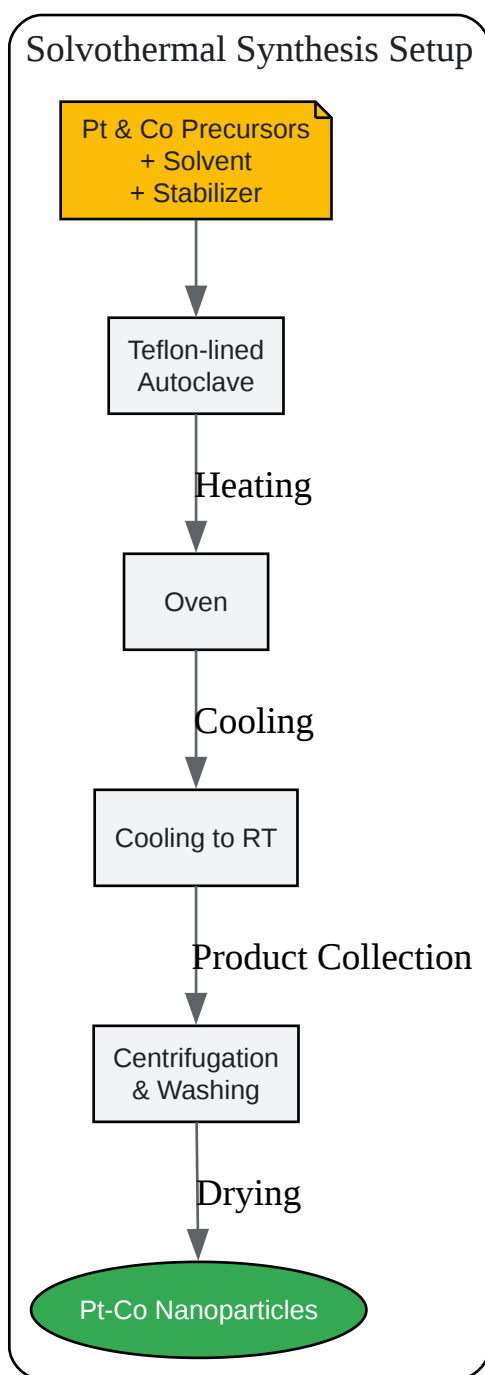 Solvothermal Synthesis Setup
Pt & Co Precursors
+ Solvent
+ Stabilizer
Teflon-lined
Autoclave
Heating
Oven
Cooling
Cooling to RT
Product Collection
Centrifugation
& Washing
Drying
Pt-Co Nanoparticles